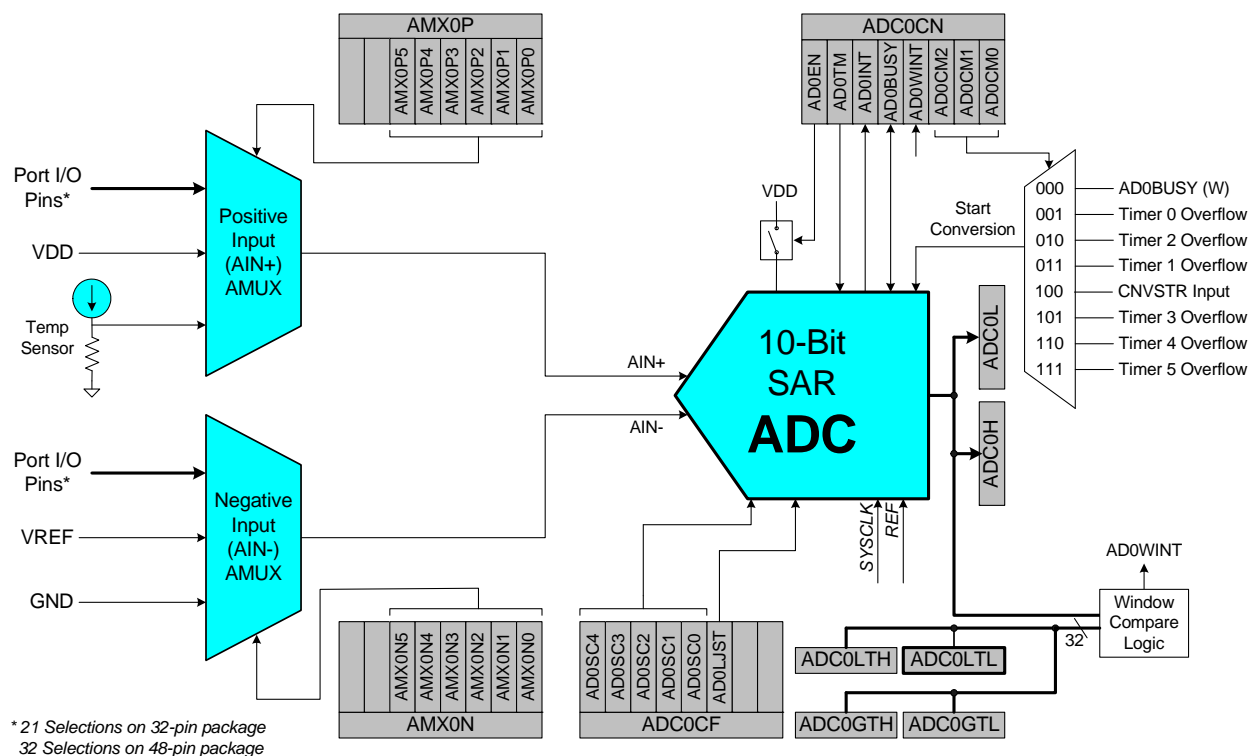 AMX0P
AMX0P5
AMX0P4
AMX0P3
AMX0P2
AMX0P1
AMX0P0
ADC0CN
AD0EN
AD0TM
AD0INT
AD0BUSY
AD0WINT
AD0CM2
AD0CM1
AD0CM0
Port I/O
Pins*
VDD
Temp
Sensor
Positive
Input
(AIN+)
AMUX
VDD
Start
Conversion
000 AD0BUSY (W)
001 Timer 0 Overflow
010 Timer 2 Overflow
011 Timer 1 Overflow
100 CNVSTR Input
101 Timer 3 Overflow
110 Timer 4 Overflow
111 Timer 5 Overflow
AIN+
AIN-
10-Bit
SAR
ADC
ADC0L
ADC0H
Port I/O
Pins*
VREF
GND
Negative
Input
(AIN-)
AMUX
SYSCLK
REF
AD0WINT
Window
Compare
Logic
32
ADC0LTH
ADC0LTL
ADC0GTH
ADC0GTL
AMX0N5
AMX0N4
AMX0N3
AMX0N2
AMX0N1
AMX0N0
AMX0N
AD0SC4
AD0SC3
AD0SC2
AD0SC1
AD0SC0
AD0LJST
ADC0CF
* 21 Selections on 32-pin package
32 Selections on 48-pin package